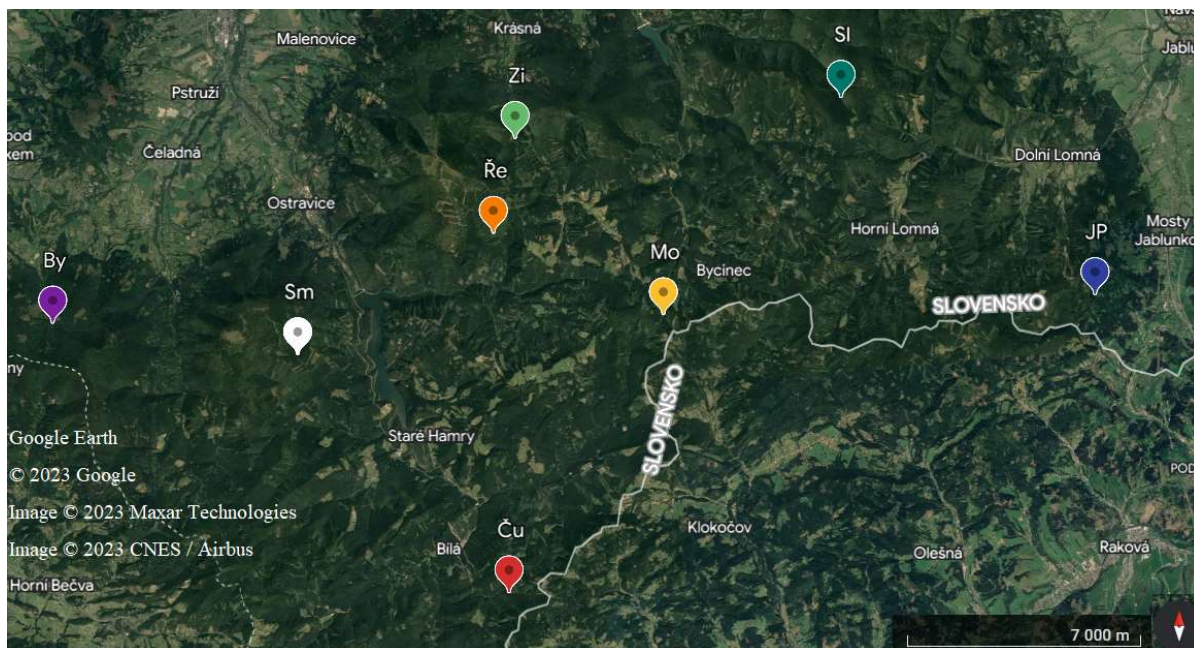 Krásná
Malenovice
Sl
Zi
Pstruží
Čeladná
Dolní Lomná
Ře
Ostravice
Mosty
Jablunko
Horní Lomná
JP
Mo
Bycinec
By
Sm
SLOVENSKO
SLOVENSKO
Staré Hamry
Google Earth
© 2023 Google
Image © 2023 Maxar Technologies
Image © 2023 CNES / Airbus
Klokočov
Olešná
Raková
Ču
Bílá
Horní Bečva
7 000 m